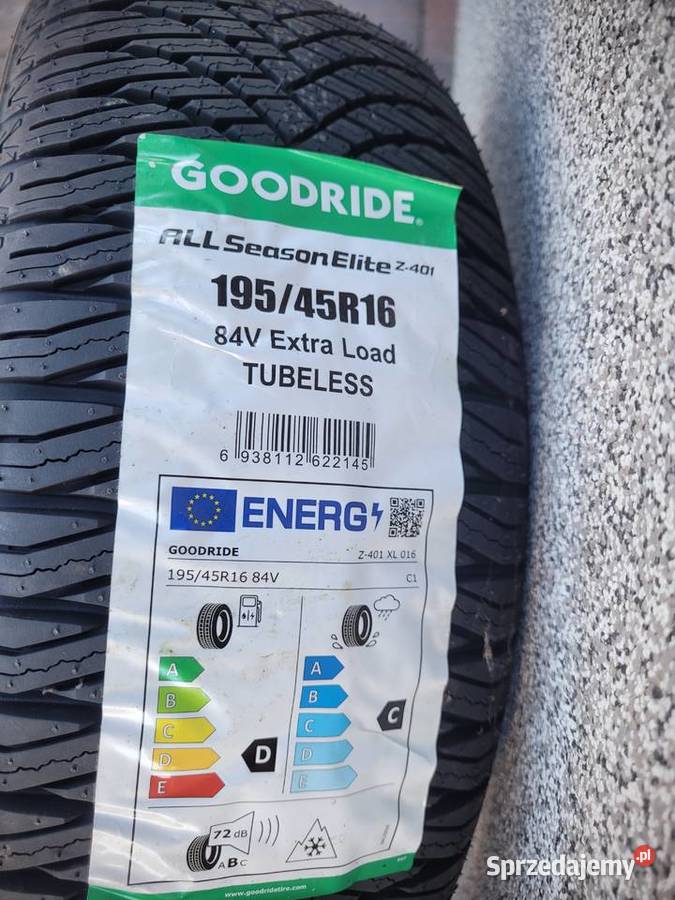 GOODRIDE®
ALL Season Elite Z-401
195/45R16
84V Extra Load
TUBELESS
6 938112 622145
ENERG
GOODRIDE Z-401 XL 016
195/45R16 84V C1
A A
B B
C C C
D D D
E E
72 dB
ABC
www.goodridetire.com
Sprzedajemy.pl